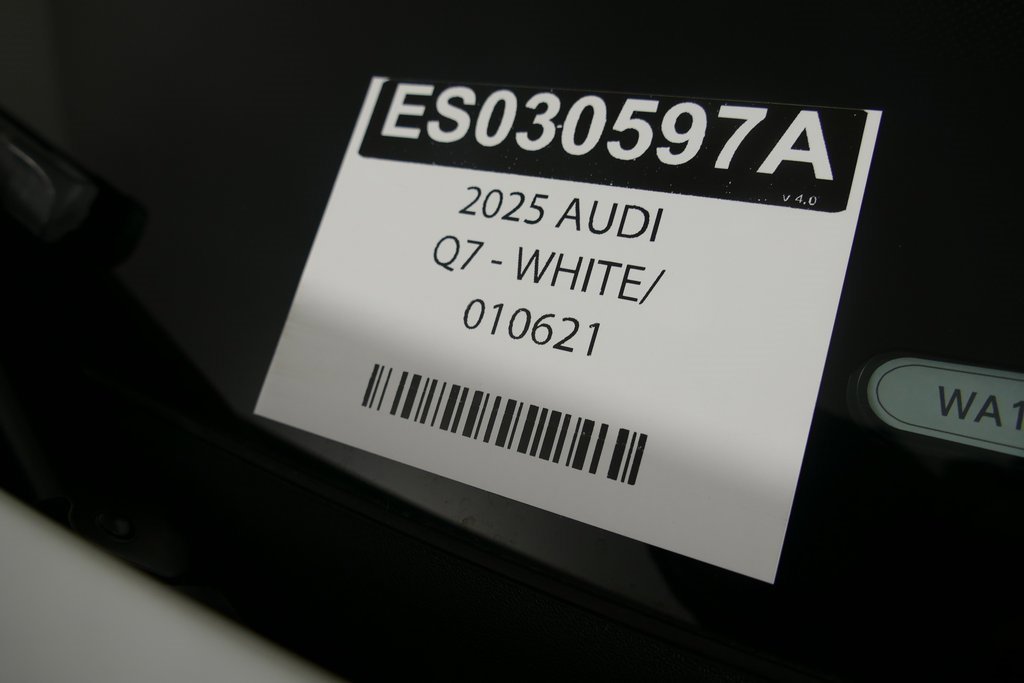 ES030597A
v 4.0
2025 AUDI
Q7 - WHITE/
010621
WA1